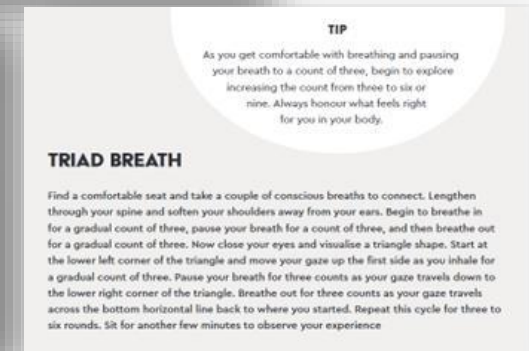 TIP
As you get comfortable with breathing and pausing
your breath to a count of three, begin to explore
increasing the count from three to six or
nine. Always honour what feels right
for you in your body.
TRIAD BREATH
Find a comfortable seat and take a couple of conscious breaths to connect. Lengthen
through your spine and soften your shoulders away from your ears. Begin to breathe in
for a gradual count of three, pause your breath for a count of three, and then breathe out
for a gradual count of three. Now close your eyes and visualise a triangle shape. Start at
the lower left corner of the triangle and move your gaze up the first side as you inhale for
a gradual count of three. Pause your breath for three counts as your gaze travels down to
the lower right corner of the triangle. Breathe out for three counts as your gaze travels
across the bottom horizontal line back to where you started. Repeat this cycle for three to
six rounds. Sit for another few minutes to observe your experience